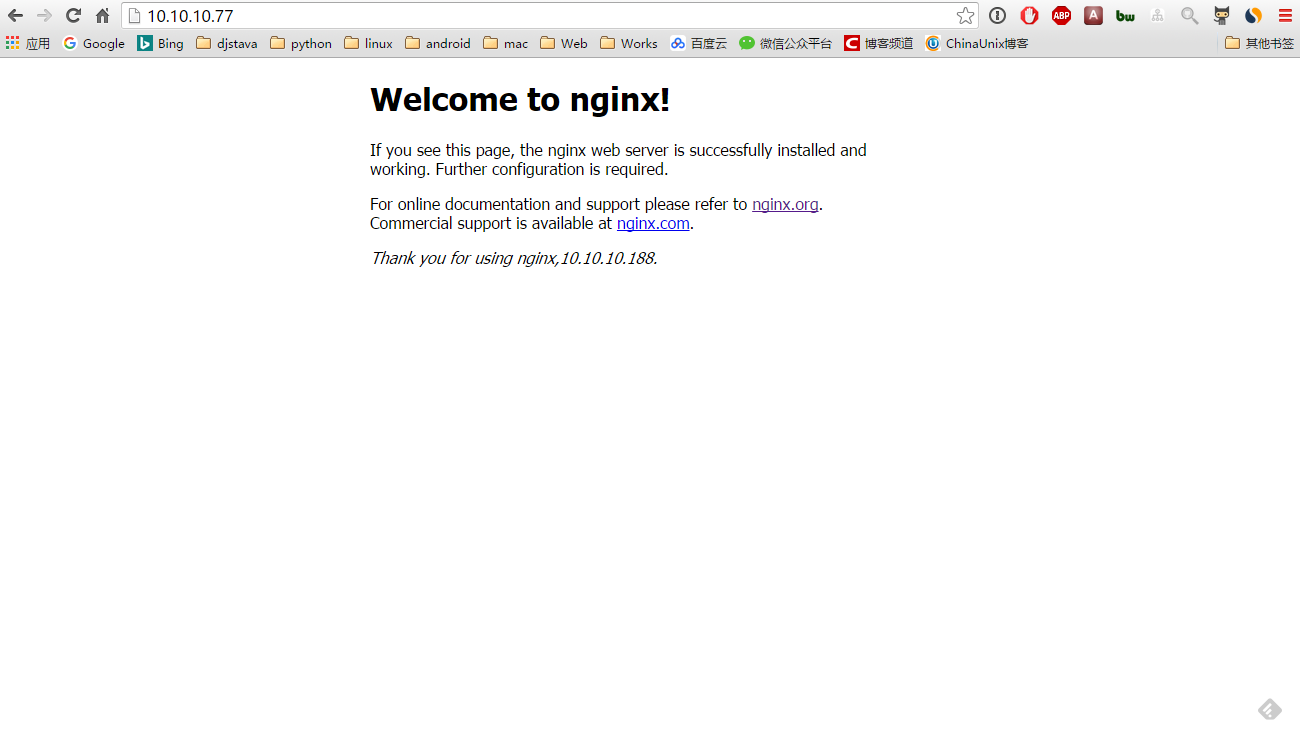 10.10.10.77
ABP
A
bw
应用 Google Bing djstava python linux android mac Web Works 百度云 微信公众平台 博客频道 ChinaUnix博客 其他书签
Welcome to nginx!
If you see this page, the nginx web server is successfully installed and
working. Further configuration is required.
For online documentation and support please refer to nginx.org.
Commercial support is available at nginx.com.
Thank you for using nginx,10.10.10.188.